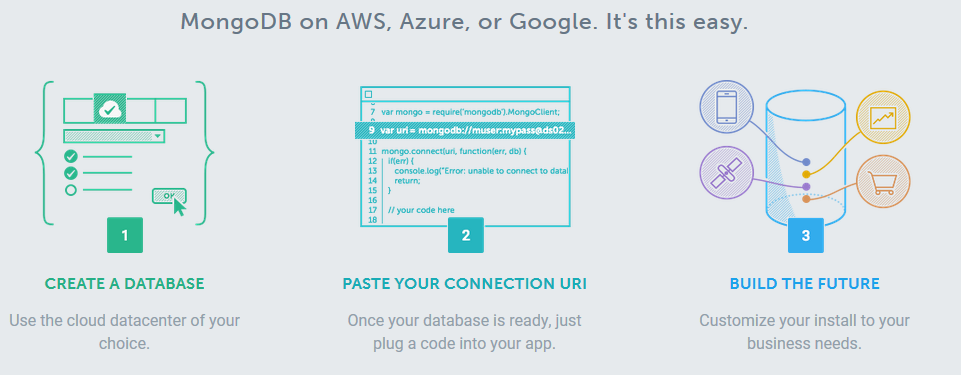 MongoDB on AWS, Azure, or Google. It's this easy.
OK
1
7 var mongo = require('mongodb').MongoClient;
9 var uri = mongodb://muser:mypass@ds02...
10
11 mongo.connect(uri, function(err, db) {
12 if(err) {
13 console.log("Error: unable to connect to datal
14 return;
15 }
16
17 // your code here
18
2
3
CREATE A DATABASE
Use the cloud datacenter of your
choice.
PASTE YOUR CONNECTION URI
Once your database is ready, just
plug a code into your app.
BUILD THE FUTURE
Customize your install to your
business needs.